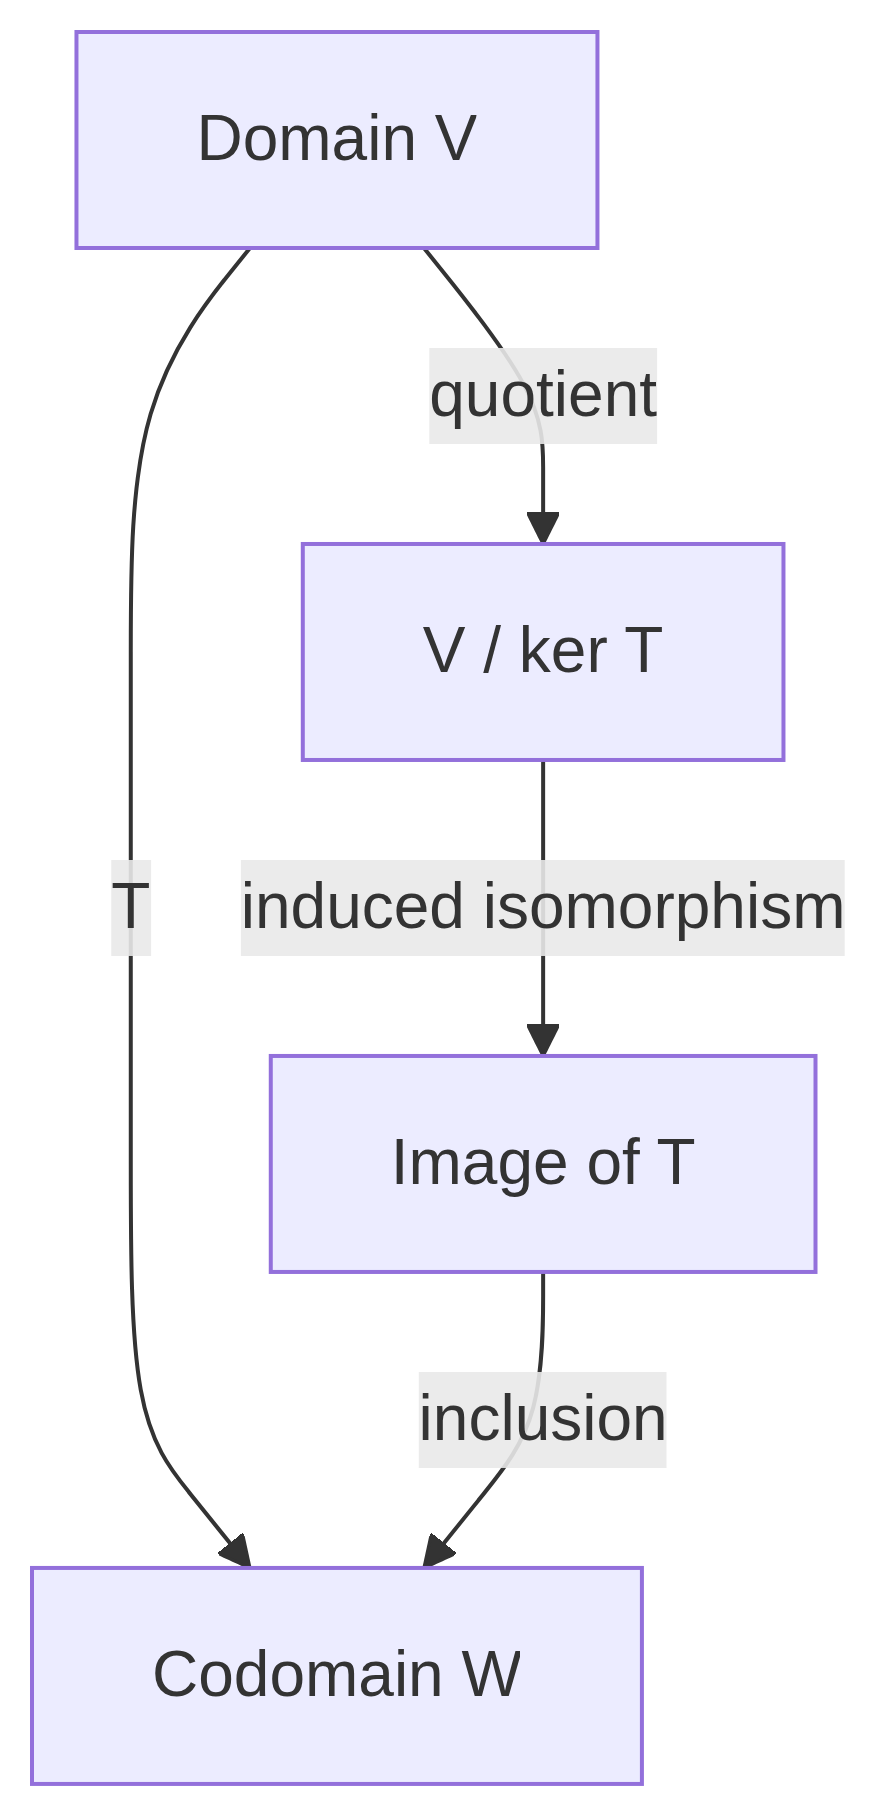 Domain V
quotient
V / ker T
T
induced isomorphism
Image of T
inclusion
Codomain W